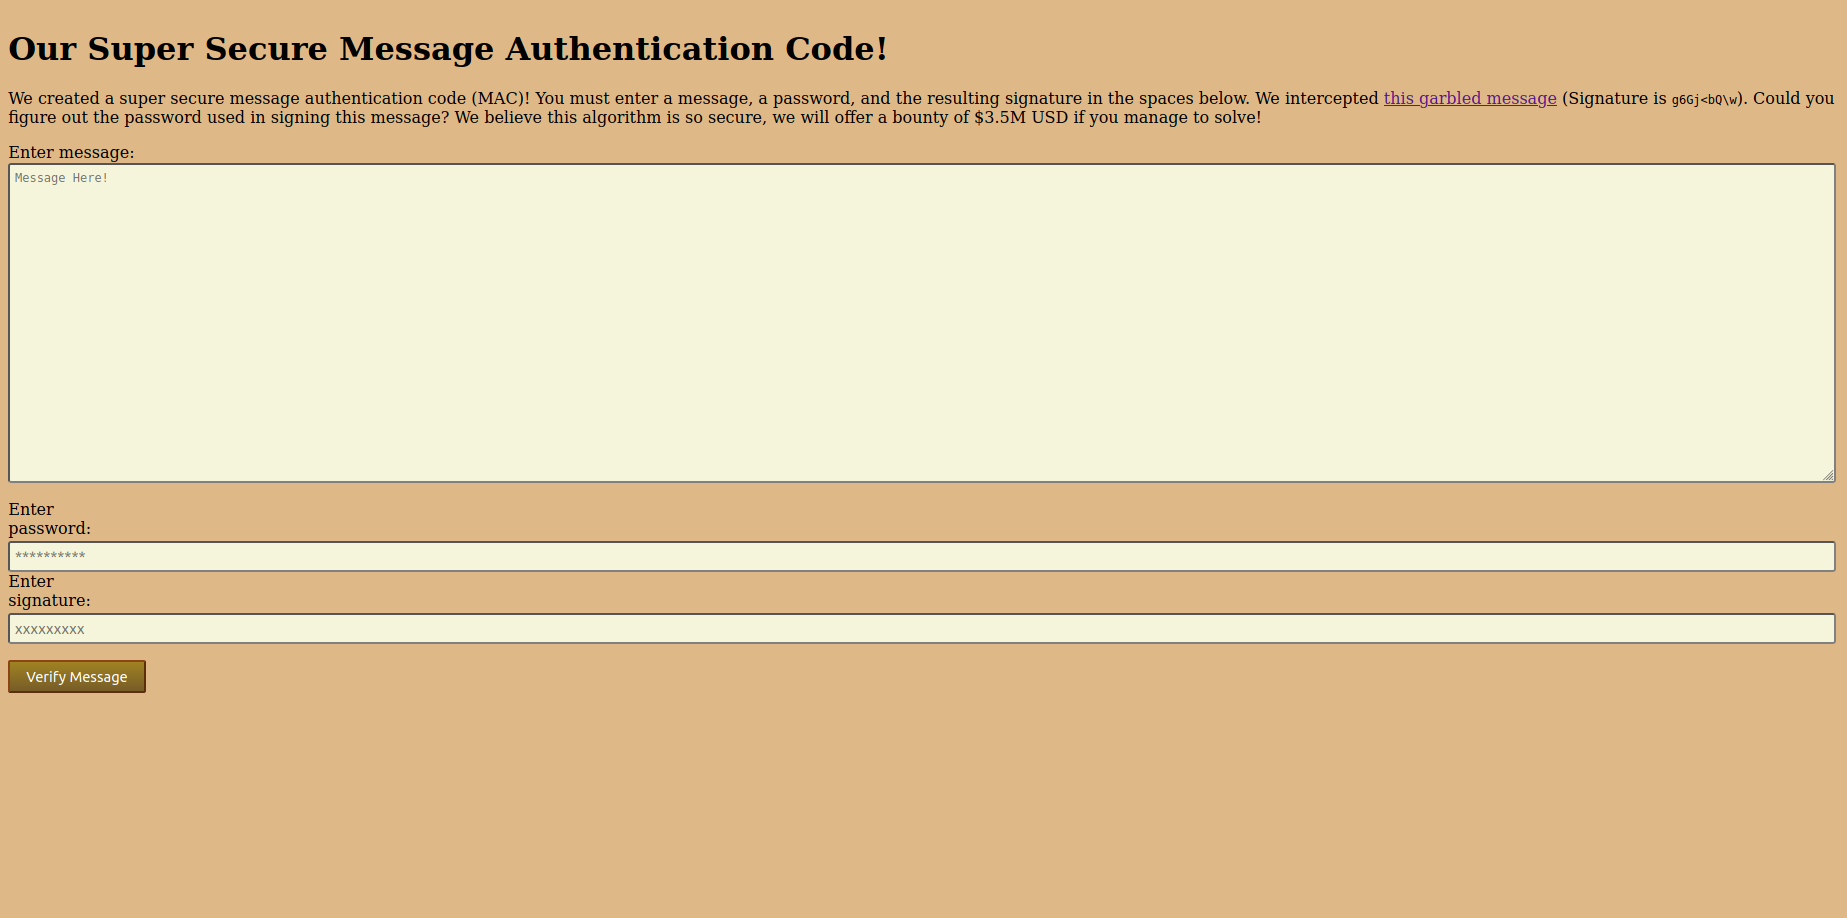 Our Super Secure Message Authentication Code!
We created a super secure message authentication code (MAC)! You must enter a message, a password, and the resulting signature in the spaces below. We intercepted this garbled message (Signature is g6Gj<bQ\w). Could you
figure out the password used in signing this message? We believe this algorithm is so secure, we will offer a bounty of $3.5M USD if you manage to solve!
Enter message:
Message Here!
Enter
password:
**********
Enter
signature:
xxxxxxxxx
Verify Message